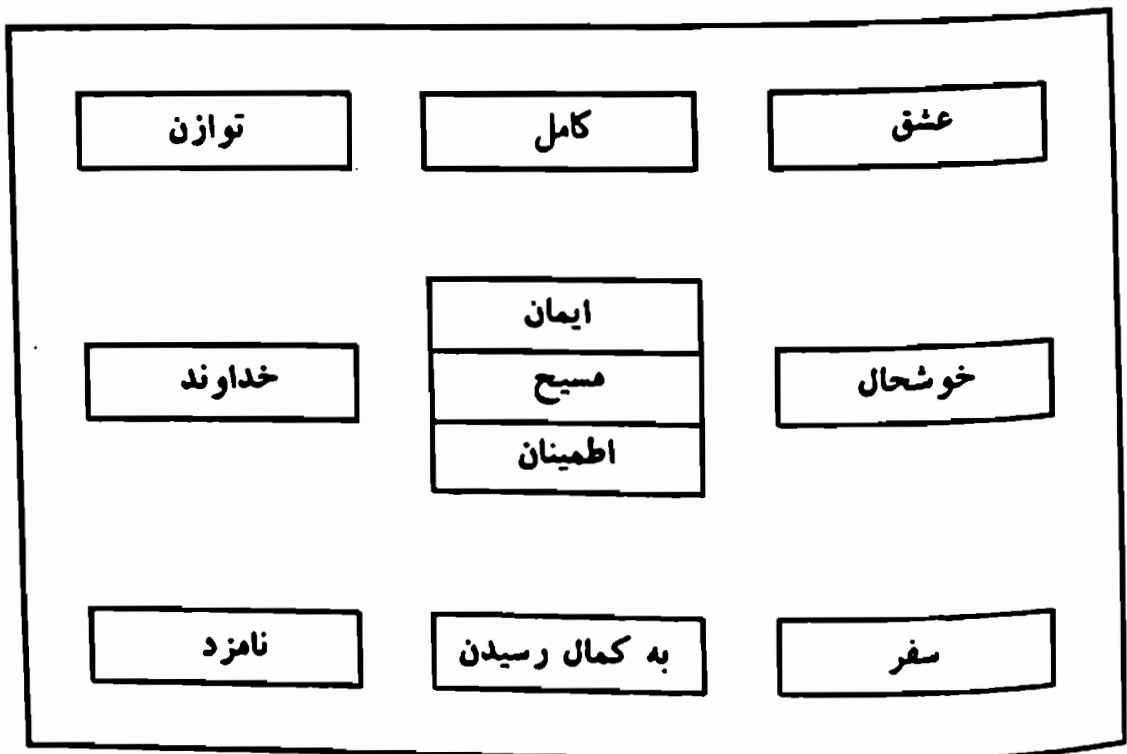 عشق
کامل
توازن
ایمان
خوشحال
مسیح
خداوند
اطمینان
سفر
به کمال رسیدن
نامزد